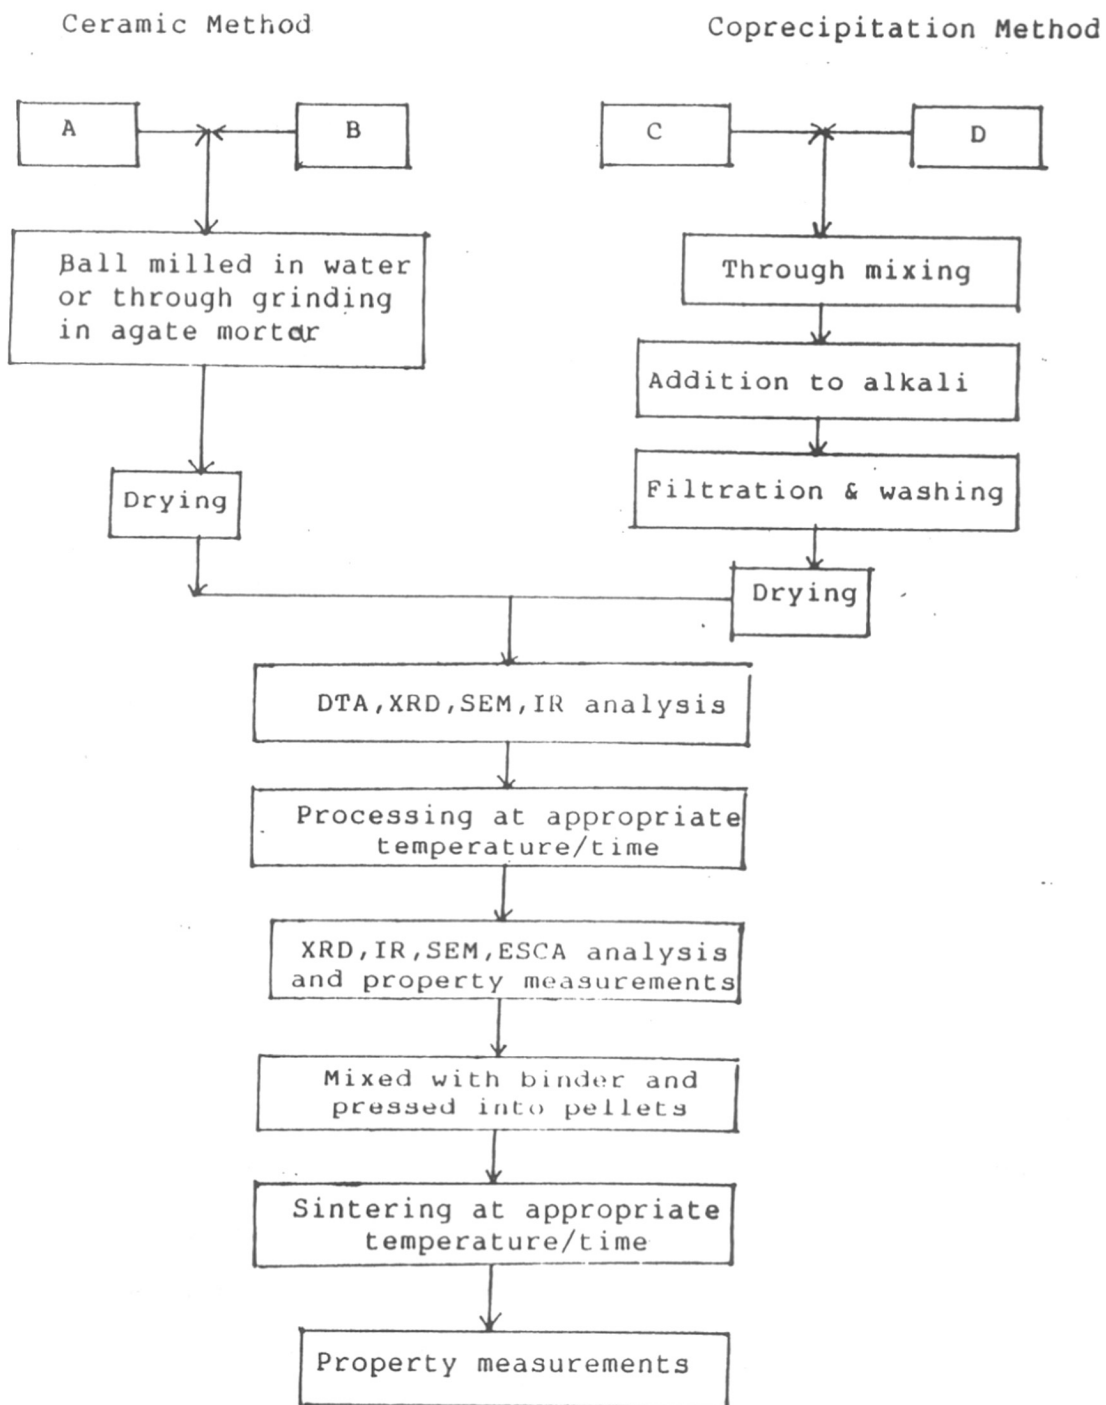 Ceramic Method
Coprecipitation Method
A
B
C
D
Ball milled in water
or through grinding
in agate mortar
Through mixing
Addition to alkali
Filtration & washing
Drying
Drying
DTA,XRD,SEM,IR analysis
Processing at appropriate
temperature/time
XRD,IR,SEM,ESCA analysis
and property measurements
Mixed with binder and
pressed into pellets
Sintering at appropriate
temperature/time
Property measurements